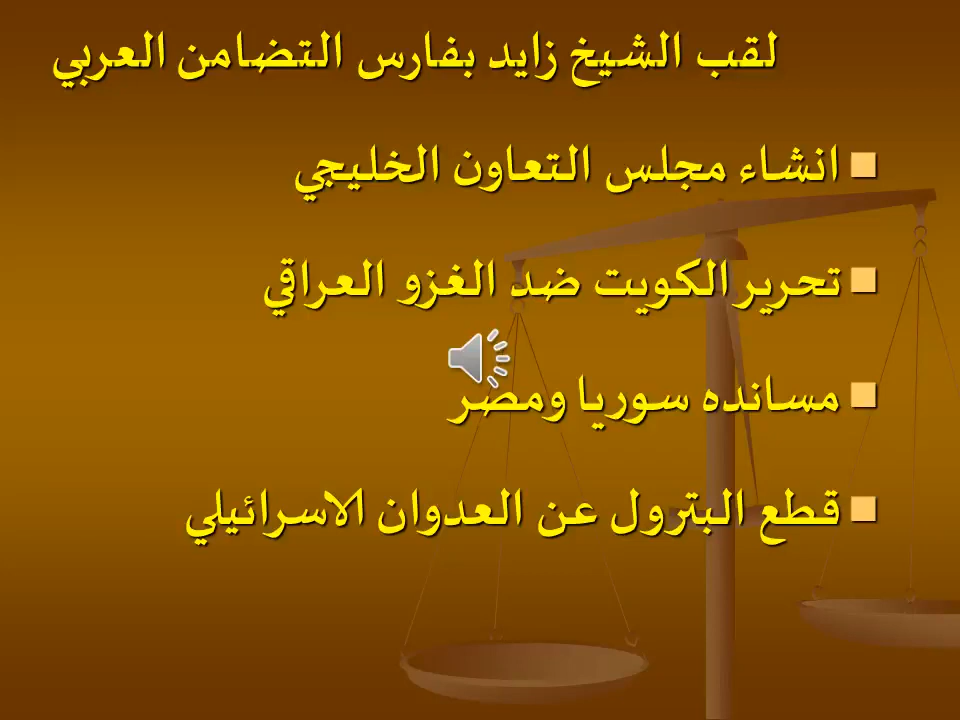 لقب الشيخ زايد بفارس التضامن العربي
انشاء مجلس التعاون الخليجي
تحرير الكويت ضد الغزو العراقي
مسانده سوريا ومصر
قطع البترول عن العدوان الاسرائيلي